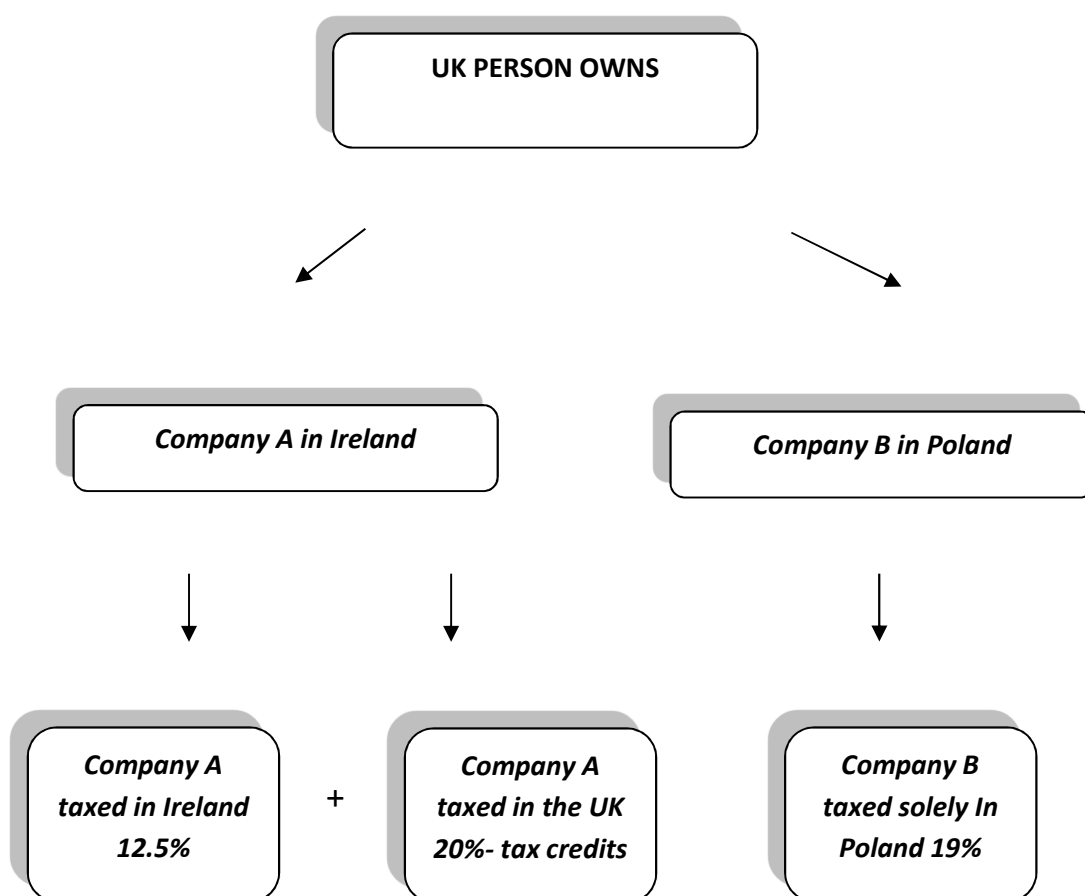 UK PERSON OWNS
Company A in Ireland
Company B in Poland
Company A
taxed in Ireland
12.5%
+
Company A
taxed in the UK
20%- tax credits
Company B
taxed solely In
Poland 19%